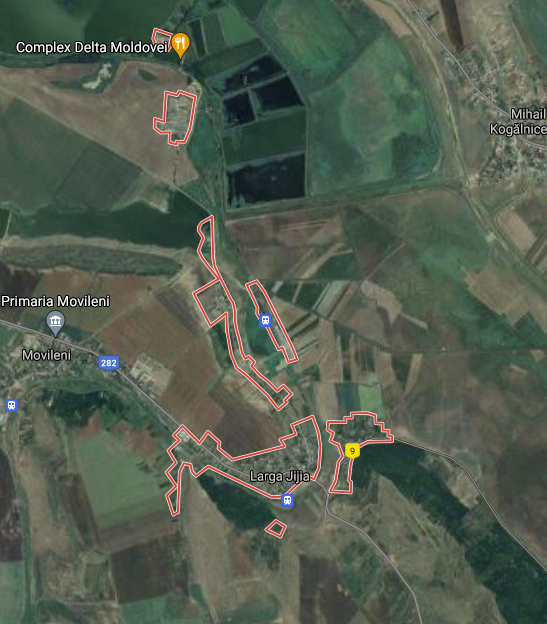 Complex Delta Moldovei
Mihail
Kogălnice
Primaria Movileni
Movileni
282
9
Larga Jijia